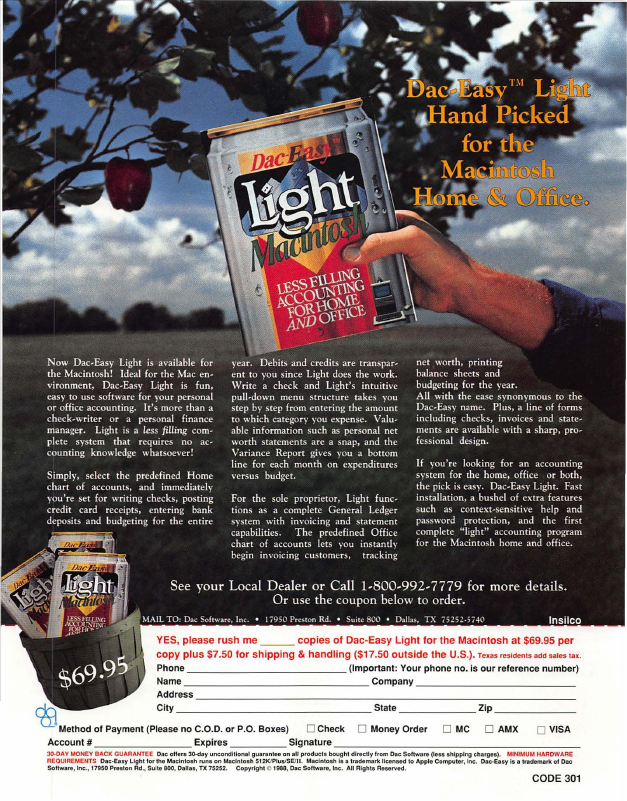 Dac-Easy™ Light
Hand Picked
for the
Macintosh
Home & Office.
Dac-Easy
Light
Macintosh
LESS FILLING
ACCOUNTING
FOR HOME
AND OFFICE
Now Dac-Easy Light is available for
the Macintosh! Ideal for the Mac en-
vironment, Dac-Easy Light is fun,
easy to use software for your personal
or office accounting. It's more than a
check-writer or a personal finance
manager. Light is a less filling com-
plete system that requires no ac-
counting knowledge whatsoever!
Simply, select the predefined Home
chart of accounts, and immediately
you're set for writing checks, posting
credit card receipts, entering bank
deposits and budgeting for the entire
year. Debits and credits are transpar-
ent to you since Light does the work.
Write a check and Light's intuitive
pull-down menu structure takes you
step by step from entering the amount
to which category you expense. Valu-
able information such as personal net
worth statements are a snap, and the
Variance Report gives you a bottom
line for each month on expenditures
versus budget.
For the sole proprietor, Light func-
tions as a complete General Ledger
system with invoicing and statement
capabilities. The predefined Office
chart of accounts lets you instantly
begin invoicing customers, tracking
net worth, printing
balance sheets and
budgeting for the year.
All with the ease synonymous to the
Dac-Easy name. Plus, a line of forms
including checks, invoices and state-
ments are available with a sharp, pro-
fessional design.
If you're looking for an accounting
system for the home, office or both,
the pick is easy. Dac-Easy Light. Fast
installation, a bushel of extra features
such as context-sensitive help and
password protection, and the first
complete "light" accounting program
for the Macintosh home and office.
Dac-Easy
Light
Macintosh
LESS FILLING
ACCOUNTING
$69.95
See your Local Dealer or Call 1-800-992-7779 for more details.
Or use the coupon below to order.
MAIL TO: Dac Software, Inc. • 17950 Preston Rd. • Suite 800 • Dallas, TX 75252-5740 Insilco
YES, please rush me ______ copies of Dac-Easy Light for the Macintosh at $69.95 per
copy plus $7.50 for shipping & handling ($17.50 outside the U.S.). Texas residents add sales tax.
Phone ______ (Important: Your phone no. is our reference number)
Name ______ Company ______
Address ______
City ______ State ______ Zip ______
Method of Payment (Please no C.O.D. or P.O. Boxes) ☐ Check ☐ Money Order ☐ MC ☐ AMX ☐ VISA
Account # ______ Expires ______ Signature ______
30-DAY MONEY BACK GUARANTEE Dac offers 30-day unconditional guarantee on all products bought directly from Dac Software (less shipping charges). MINIMUM HARDWARE
REQUIREMENTS Dac-Easy Light for the Macintosh runs on Macintosh 512K/Plus/SE/II. Macintosh is a trademark licensed to Apple Computer, Inc. Dac-Easy is a trademark of Dac
Software, Inc., 17950 Preston Rd., Suite 800, Dallas, TX 75252. Copyright © 1988, Dac Software, Inc. All Rights Reserved.
CODE 301